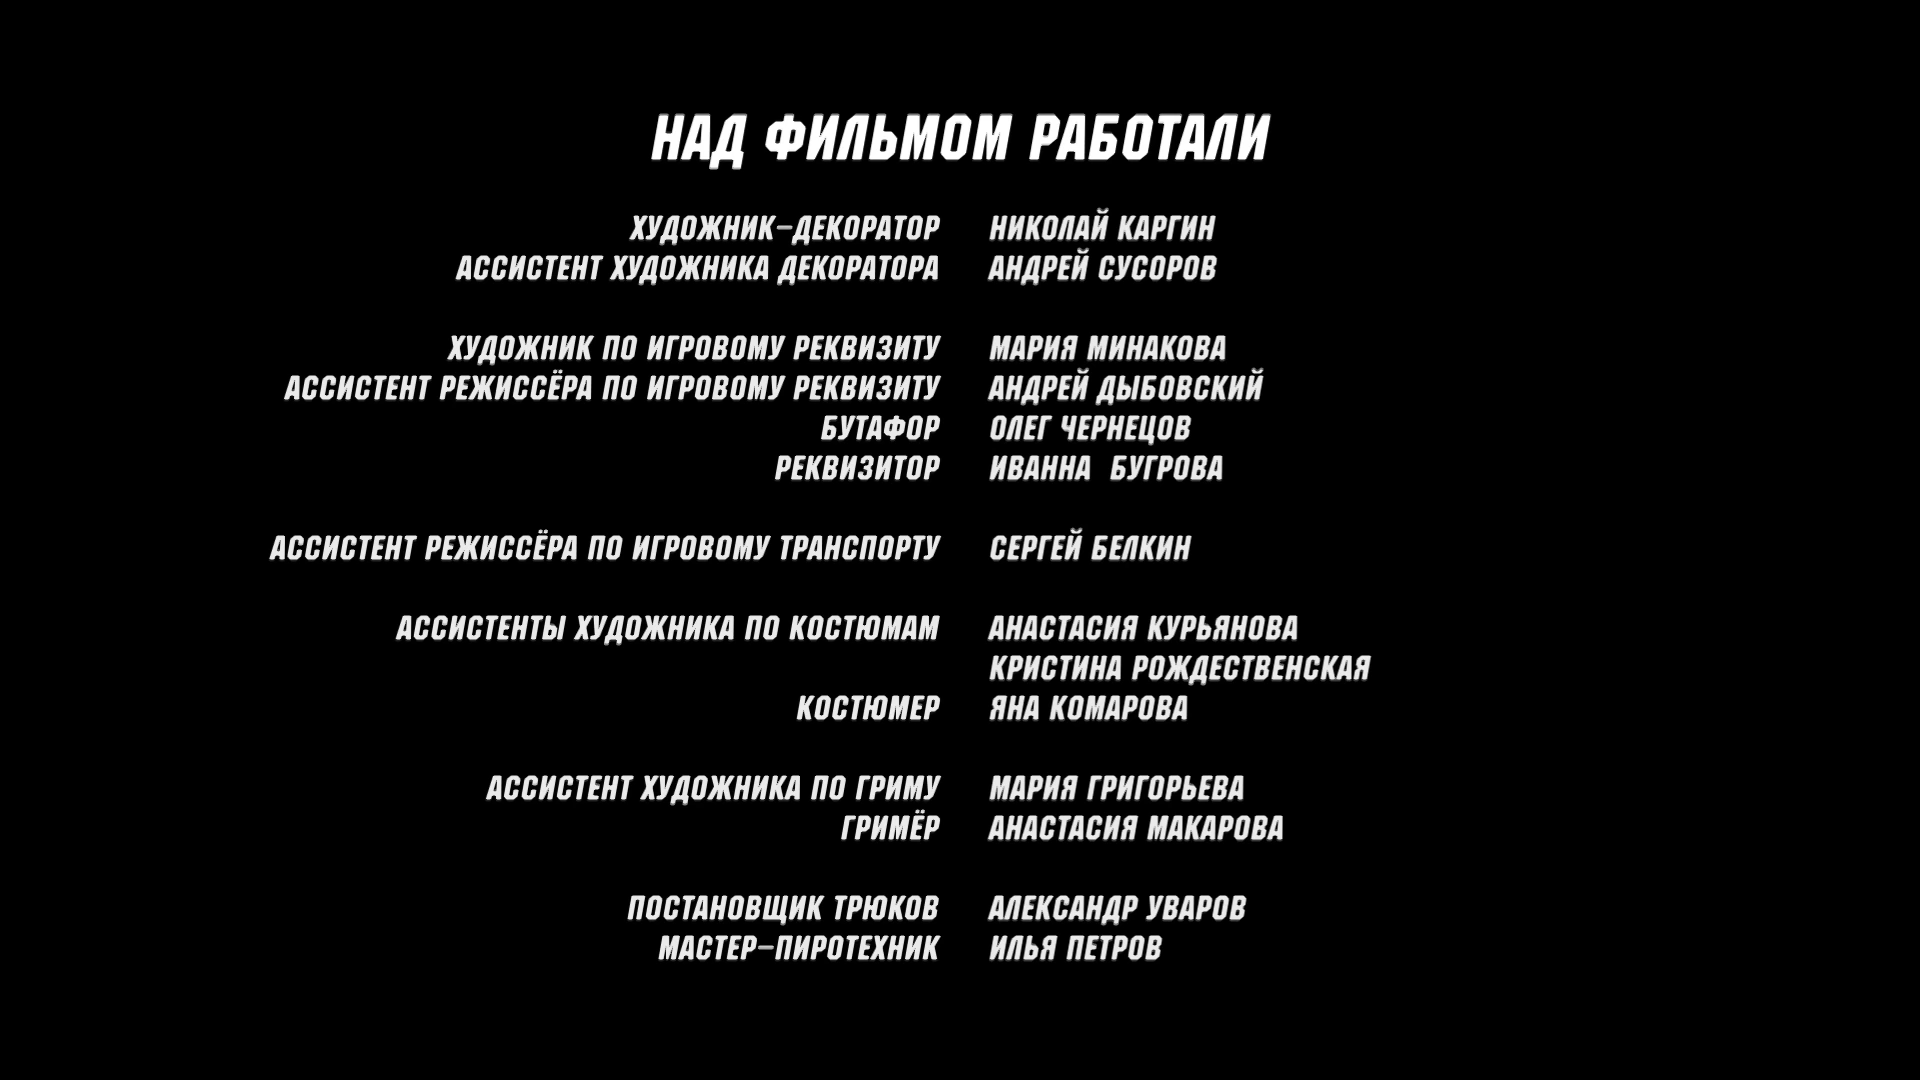 НАД ФИЛЬМОМ РАБОТАЛИ
ХУДОЖНИК-ДЕКОРАТОР НИКОЛАЙ КАРГИН
АССИСТЕНТ ХУДОЖНИКА ДЕКОРАТОРА АНДРЕЙ СУСОРОВ
ХУДОЖНИК ПО ИГРОВОМУ РЕКВИЗИТУ МАРИЯ МИНАКОВА
АССИСТЕНТ РЕЖИССЁРА ПО ИГРОВОМУ РЕКВИЗИТУ АНДРЕЙ ДЫБОВСКИЙ
БУТАФОР ОЛЕГ ЧЕРНЕЦОВ
РЕКВИЗИТОР ИВАННА БУГРОВА
АССИСТЕНТ РЕЖИССЁРА ПО ИГРОВОМУ ТРАНСПОРТУ СЕРГЕЙ БЕЛКИН
АССИСТЕНТЫ ХУДОЖНИКА ПО КОСТЮМАМ АНАСТАСИЯ КУРЬЯНОВА
КРИСТИНА РОЖДЕСТВЕНСКАЯ
КОСТЮМЕР ЯНА КОМАРОВА
АССИСТЕНТ ХУДОЖНИКА ПО ГРИМУ МАРИЯ ГРИГОРЬЕВА
ГРИМЁР АНАСТАСИЯ МАКАРОВА
ПОСТАНОВЩИК ТРЮКОВ АЛЕКСАНДР УВАРОВ
МАСТЕР-ПИРОТЕХНИК ИЛЬЯ ПЕТРОВ